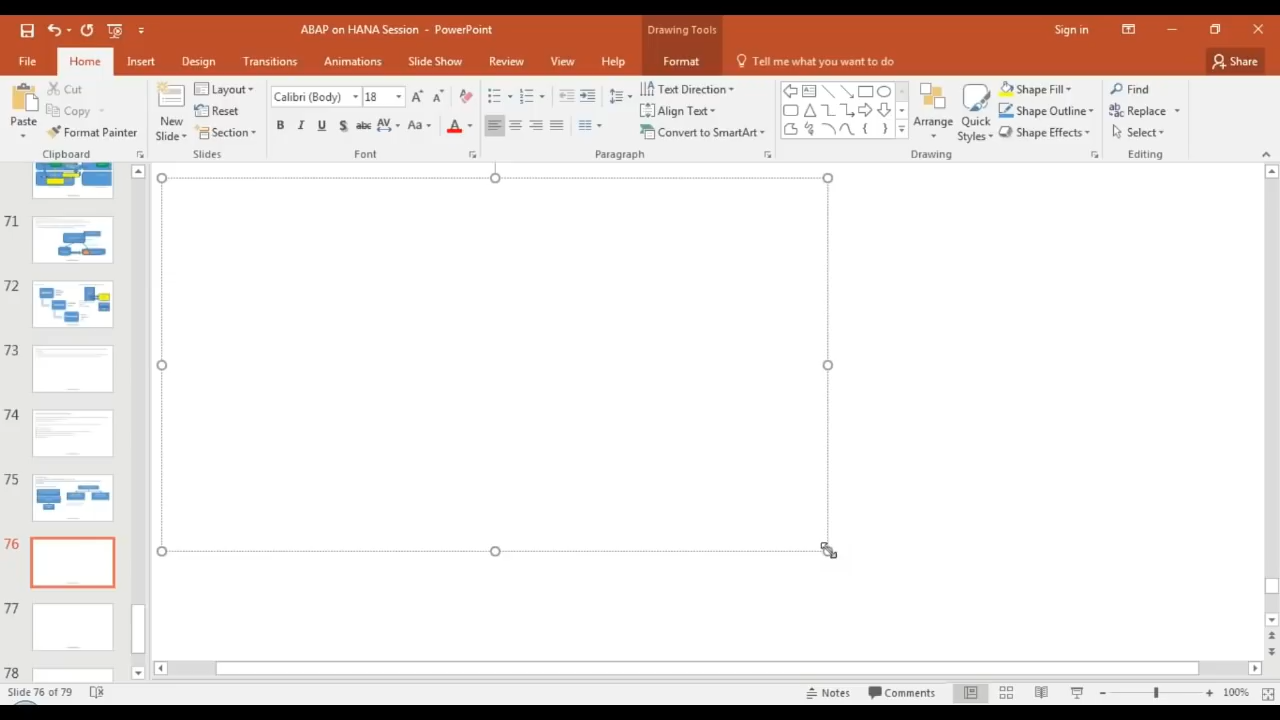 ABAP on HANA Session - PowerPoint
Drawing Tools
Sign in
File
Home
Insert
Design
Transitions
Animations
Slide Show
Review
View
Help
Format
Tell me what you want to do
Share
Paste
Cut
Copy
Format Painter
Clipboard
New
Slide
Layout
Reset
Section
Slides
Calibri (Body)
18
B I U S abc AV Aa A
Font
Text Direction
Align Text
Convert to SmartArt
Paragraph
Arrange
Quick
Styles
Shape Fill
Shape Outline
Shape Effects
Drawing
Find
Replace
Select
Editing
71
72
73
74
75
76
77
78
Slide 76 of 79
Notes
Comments
100%